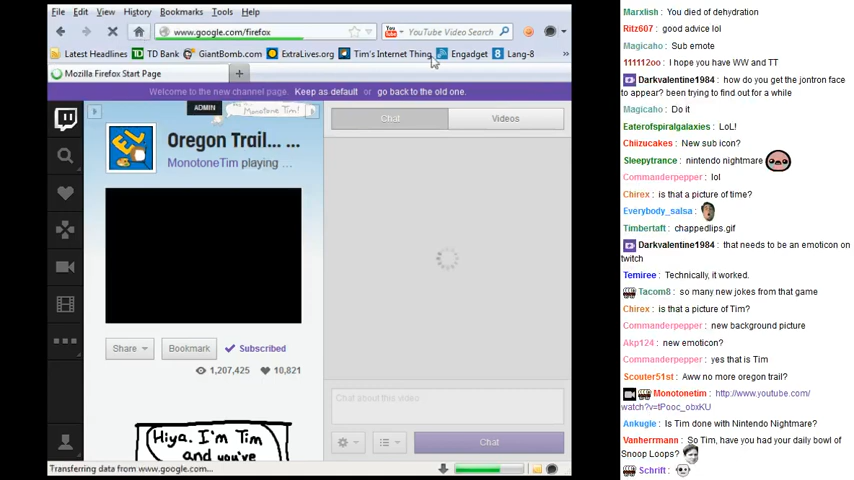 File Edit View History Bookmarks Tools Help
www.google.com/firefox
YouTube Video Search
Latest Headlines TD Bank GiantBomb.com ExtraLives.org Tim's Internet Thing Engadget Lang-8 »
Mozilla Firefox Start Page
Welcome to the new channel page. Keep as default or go back to the old one.
ADMIN
Monotone Tim!
Oregon Trail... ...
MonotoneTim playing ...
Share Bookmark Subscribed
1,207,425 10,821
Hiya. I'm Tim
and you've
Chat Videos
Chat about this video
Chat
Transferring data from www.google.com...
Marxlish : You died of dehydration
Ritz607 : good advice lol
Magicaho : Sub emote
111112oo : I hope you have WW and TT
Darkvalentine1984 : how do you get the jontron face
to appear? been trying to find out for a while
Magicaho : Do it
Eaterofspiralgalaxies : LoL!
Chiizucakes : New sub icon?
Sleepytrance : nintendo nightmare
Commanderpepper : lol
Chirex : is that a picture of time?
Everybody_salsa :
Timbertaft : chappedlips.gif
Darkvalentine1984 : that needs to be an emoticon on
twitch
Temiree : Technically, it worked.
Tacom8 : so many new jokes from that game
Chirex : is that a picture of Tim?
Commanderpepper : new background picture
Akp124 : new emoticon?
Commanderpepper : yes that is Tim
Scouter51st : Aww no more oregon trail?
Monotonetim : http://www.youtube.com/
watch?v=tPooc_obxKU
Ankugle : Is Tim done with Nintendo Nightmare?
Vanherrmann : So Tim, have you had your daily bowl of
Snoop Loops?
Schrift :